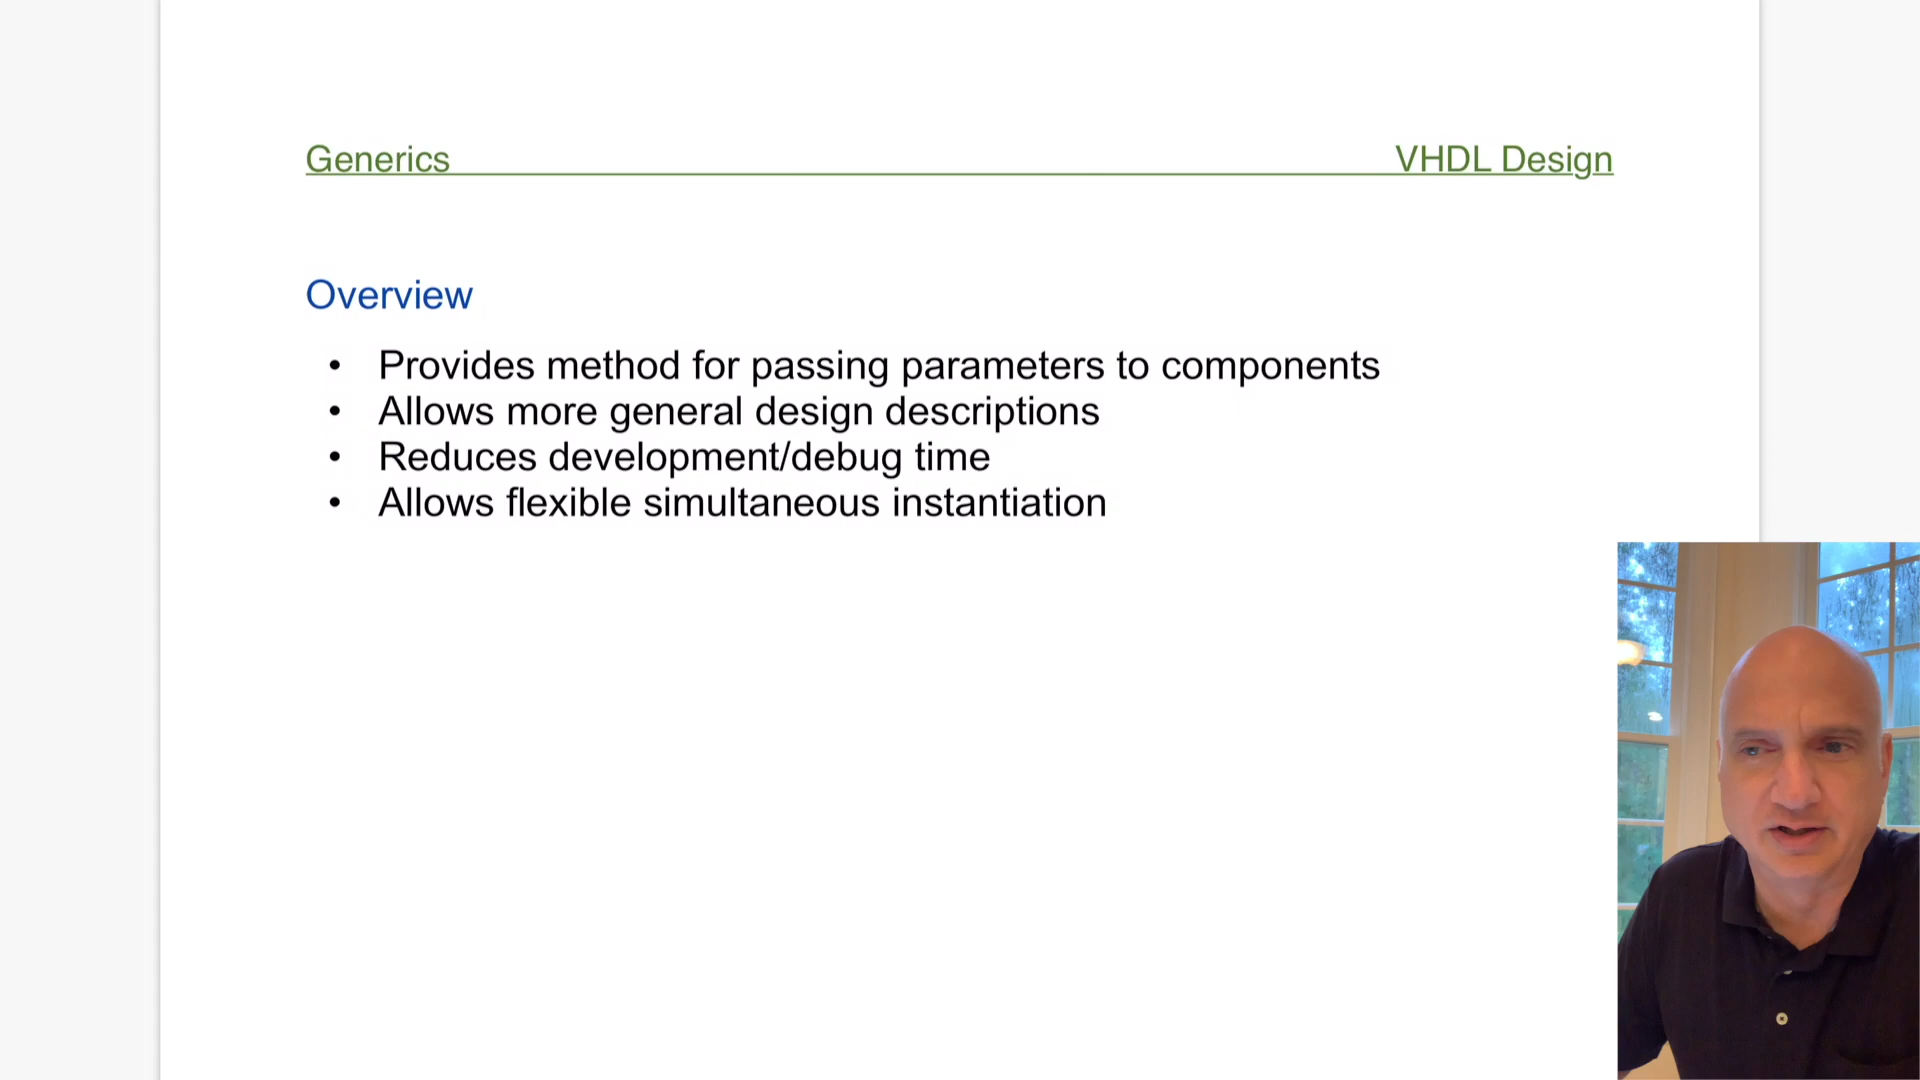 Generics VHDL Design
Overview
• Provides method for passing parameters to components
• Allows more general design descriptions
• Reduces development/debug time
• Allows flexible simultaneous instantiation